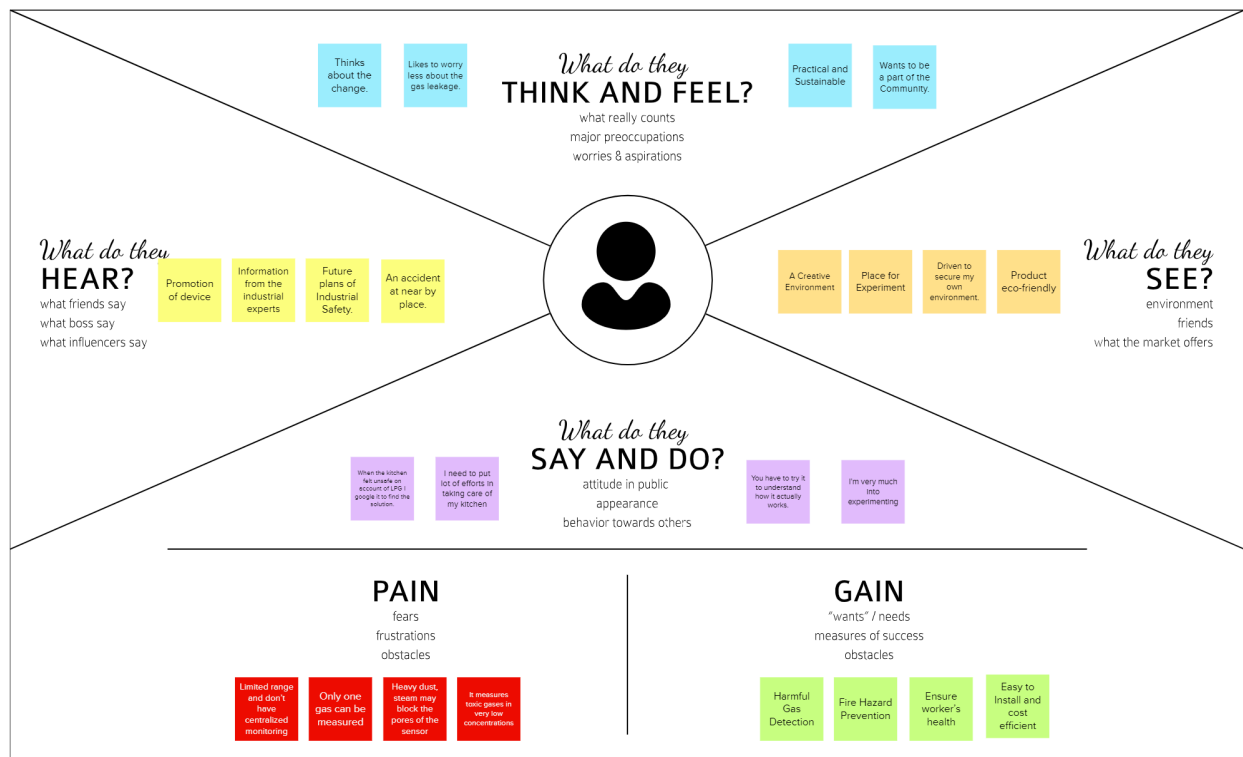 Thinks
about the
change.
Likes to worry
less about the
gas leakage.
What do they
THINK AND FEEL?
what really counts
major preoccupations
worries & aspirations
Practical and
Sustainable
Wants to be
a part of the
Community.
What do they
HEAR?
what friends say
what boss say
what influencers say
Promotion
of device
Information
from the
industrial
experts
Future
plans of
Industrial
Safety.
An accident
at near by
place.
A Creative
Environment
Place for
Experiment
Driven to
secure my
own
environment.
Product
eco-friendly
What do they
SEE?
environment
friends
what the market offers
What do they
SAY AND DO?
attitude in public
appearance
behavior towards others
When the kitchen
felt unsafe on
account of LPG I
google it to find the
solution.
I need to put
lot of efforts in
taking care of
my kitchen
You have to try it
to understand
how it actually
works.
I'm very much
into
experimenting
PAIN
fears
frustrations
obstacles
Limited range
and don't
have
centralized
monitoring
Only one
gas can be
measured
Heavy dust,
steam may
block the
pores of the
sensor
It measures
toxic gases in
very low
concentrations
GAIN
"wants" / needs
measures of success
obstacles
Harmful
Gas
Detection
Fire Hazard
Prevention
Ensure
worker's
health
Easy to
Install and
cost
efficient